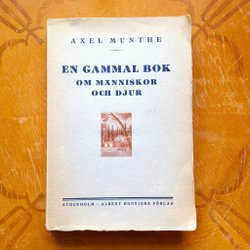 AXEL MUNTHE
EN GAMMAL BOK
OM MÄNNISKOR
OCH DJUR
STOCKHOLM - ALBERT BONNIERS FÖRLAG